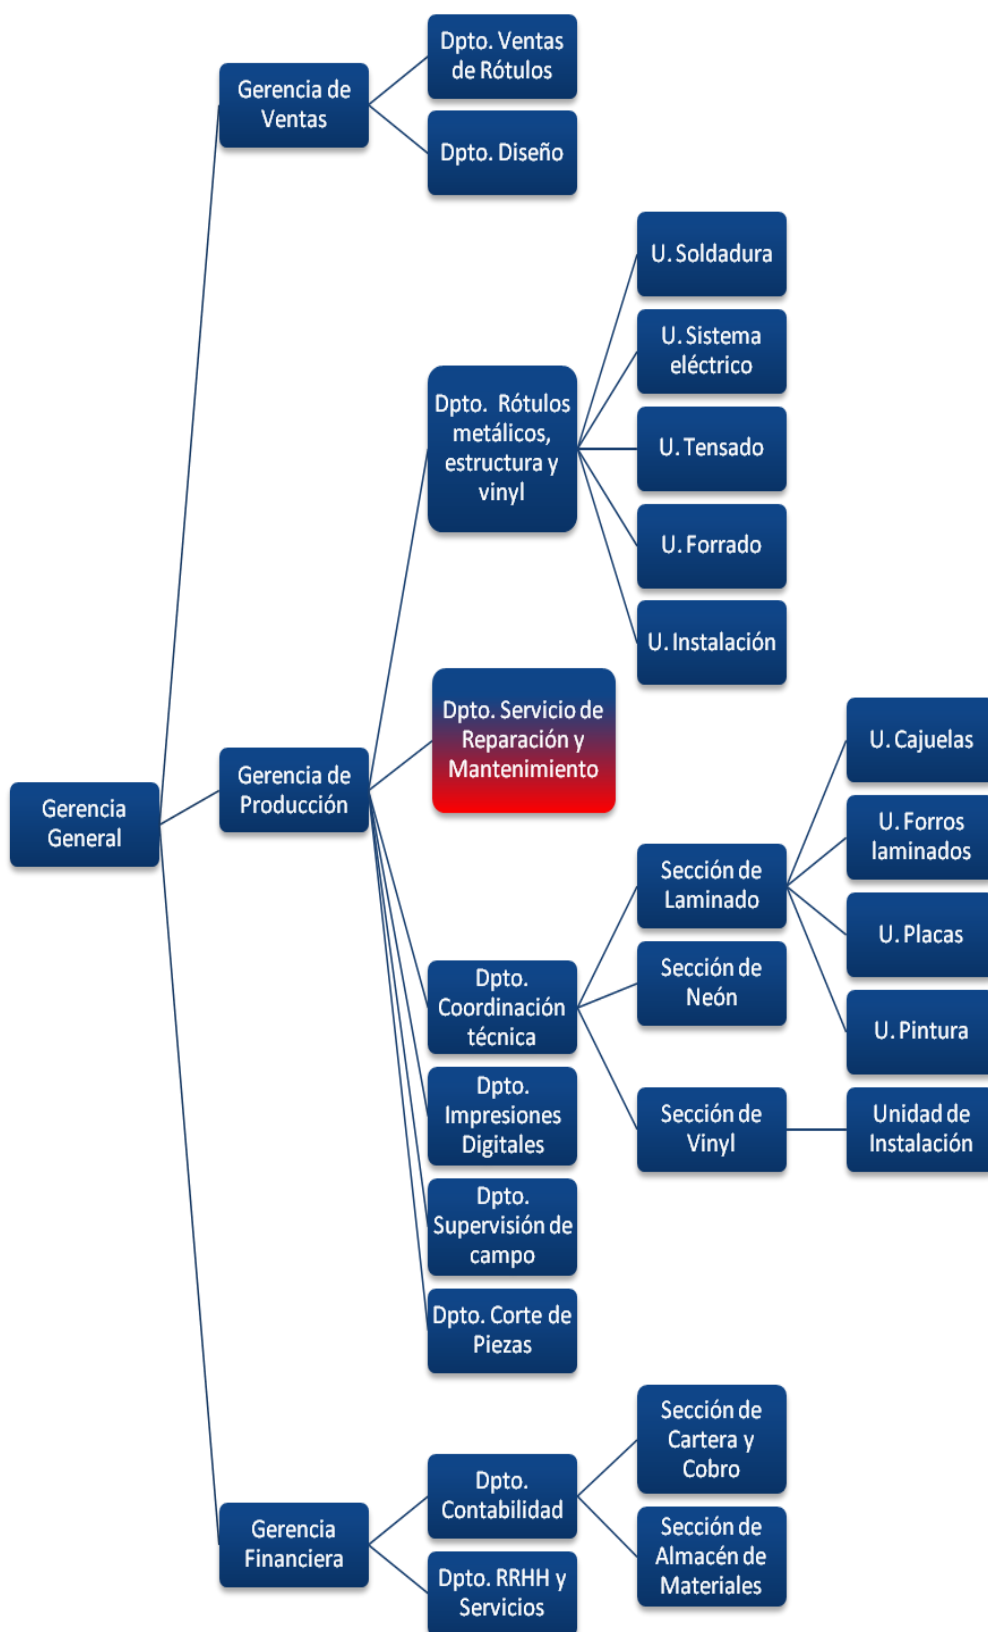 Dpto. Ventas
de Rótulos
Gerencia de
Ventas
Dpto. Diseño
U. Soldadura
U. Sistema
eléctrico
Dpto. Rótulos
metálicos,
estructura y
vinyl
U. Tensado
U. Forrado
U. Instalación
Dpto. Servicio de
Reparación y
Mantenimiento
U. Cajuelas
Gerencia de
Producción
Gerencia
General
U. Forros
laminados
Sección de
Laminado
U. Placas
Dpto.
Coordinación
técnica
Sección de
Neón
U. Pintura
Dpto.
Impresiones
Digitales
Sección de
Vinyl
Unidad de
Instalación
Dpto.
Supervisión de
campo
Dpto. Corte de
Piezas
Sección de
Cartera y
Cobro
Dpto.
Contabilidad
Gerencia
Financiera
Sección de
Almacén de
Materiales
Dpto. RRHH y
Servicios